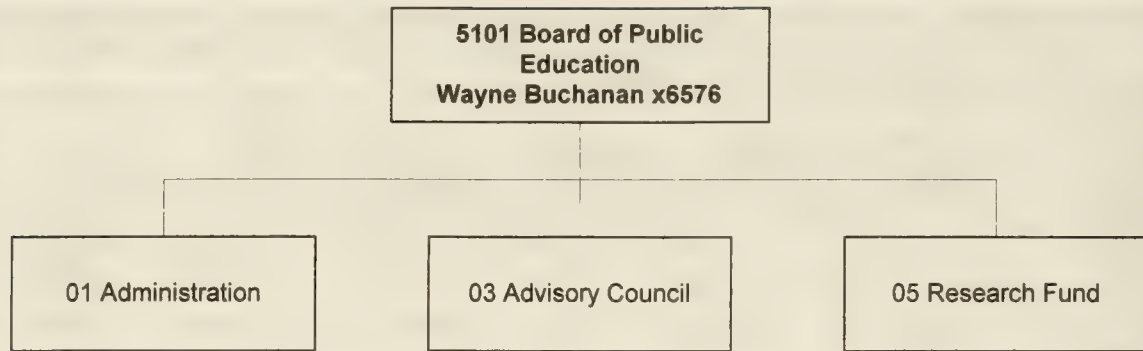 5101 Board of Public
Education
Wayne Buchanan x6576
01 Administration
03 Advisory Council
05 Research Fund